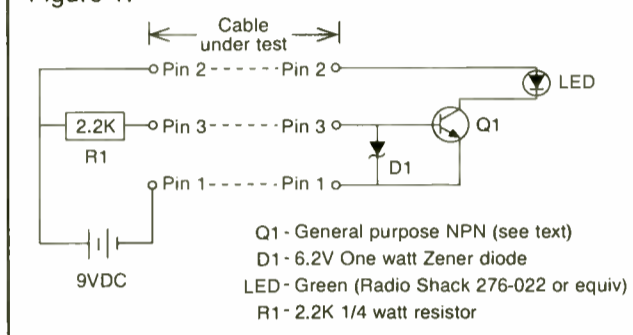 Figure 1.
Cable
under test
Pin 2 ------ Pin 2
LED
2.2K
Pin 3 ------ Pin 3
Q1
R1
D1
Pin 1 ------ Pin 1
9VDC
Q1 - General purpose NPN (see text)
D1 - 6.2V One watt Zener diode
LED - Green (Radio Shack 276-022 or equiv)
R1 - 2.2K 1/4 watt resistor